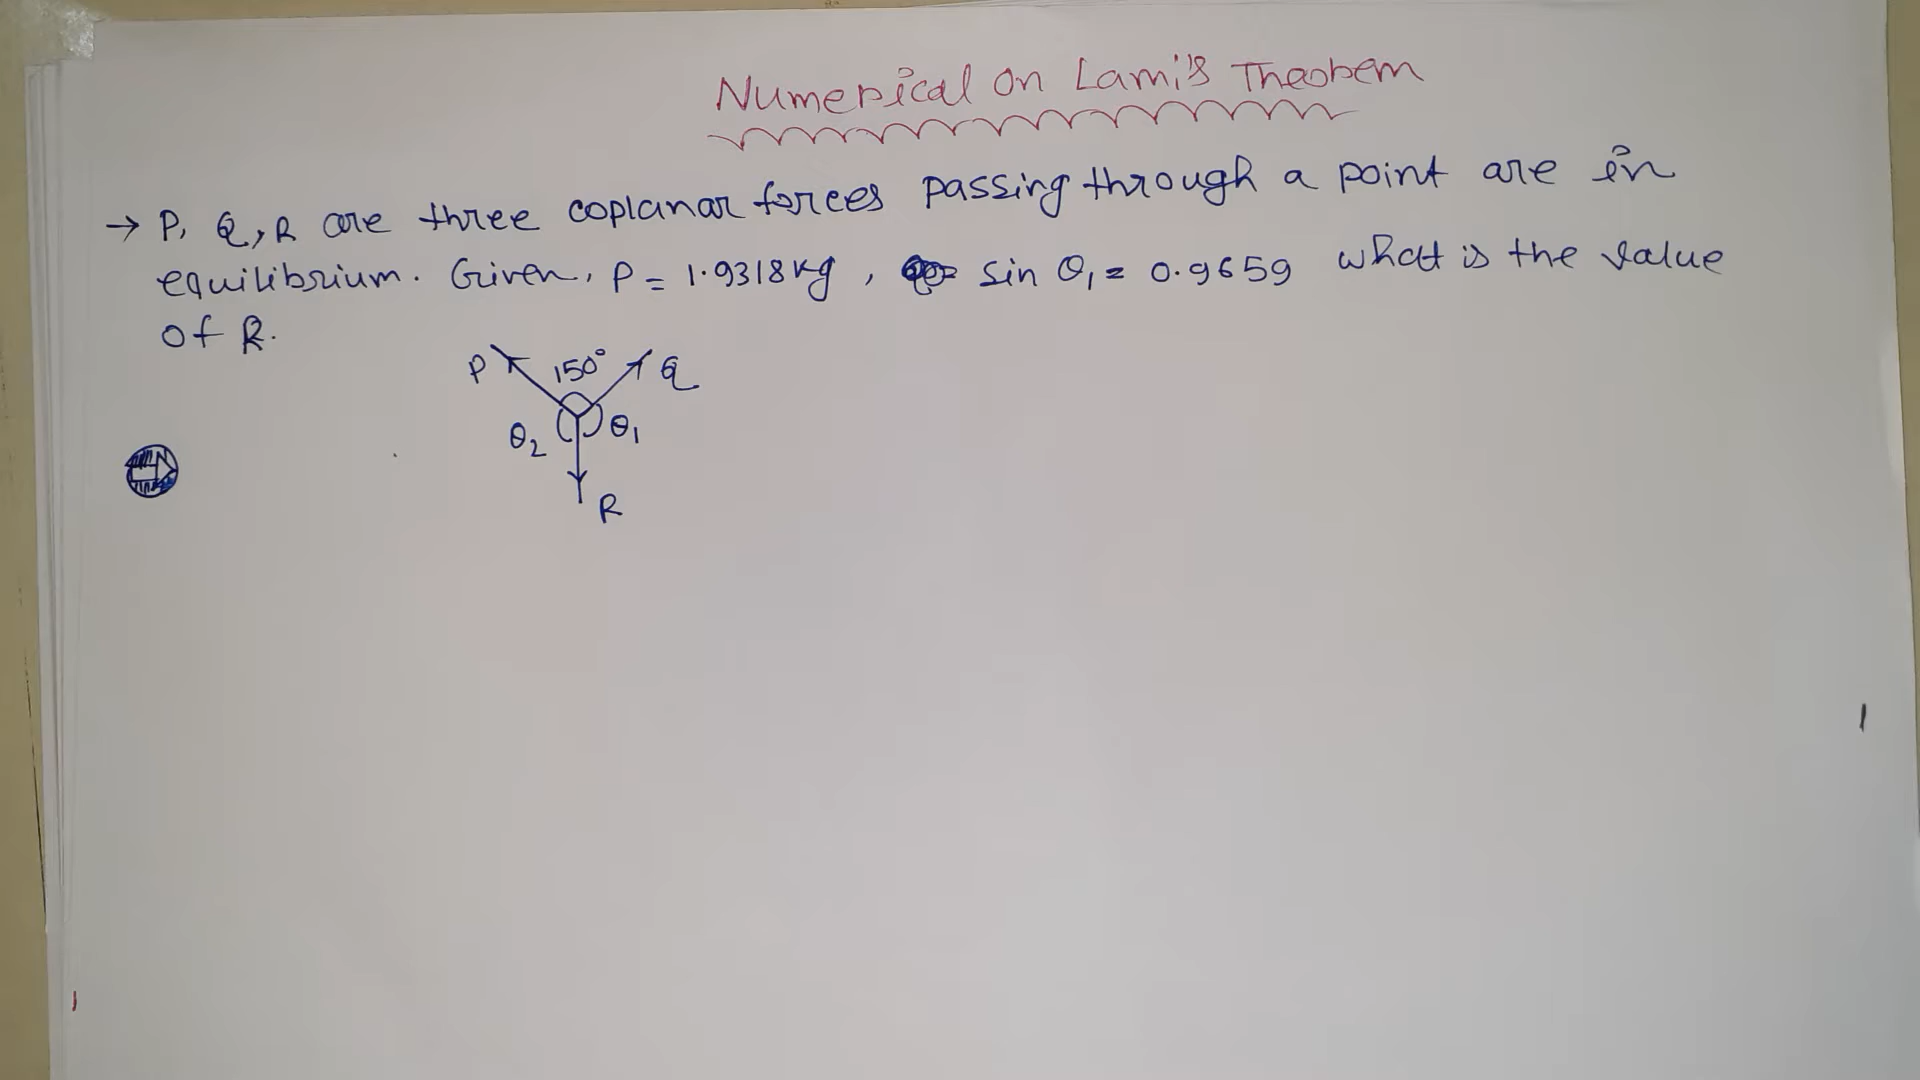 Numerical On Lami's Theorem
→ P, Q, R are three coplanar forces passing through a point are in
equilibrium. Given, P = 1.9318 kg, sin θ₁ = 0.9659 what is the value
of R.
P 150° Q
θ₂ θ₁
R